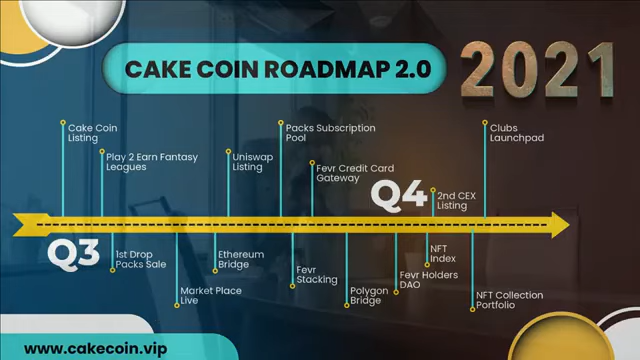 CAKE COIN ROADMAP 2.0
2021
Cake Coin
Listing
Play 2 Earn Fantasy
Leagues
Uniswap
Listing
Packs Subscription
Pool
Fevr Credit Card
Gateway
Q4
2nd CEX
Listing
Clubs
Launchpad
Q3
1st Drop
Packs Sale
Market Place
Live
Ethereum
Bridge
Fevr
Stacking
Polygon
Bridge
Fevr Holders
DAO
NFT
Index
NFT Collection
Portfolio
www.cakecoin.vip